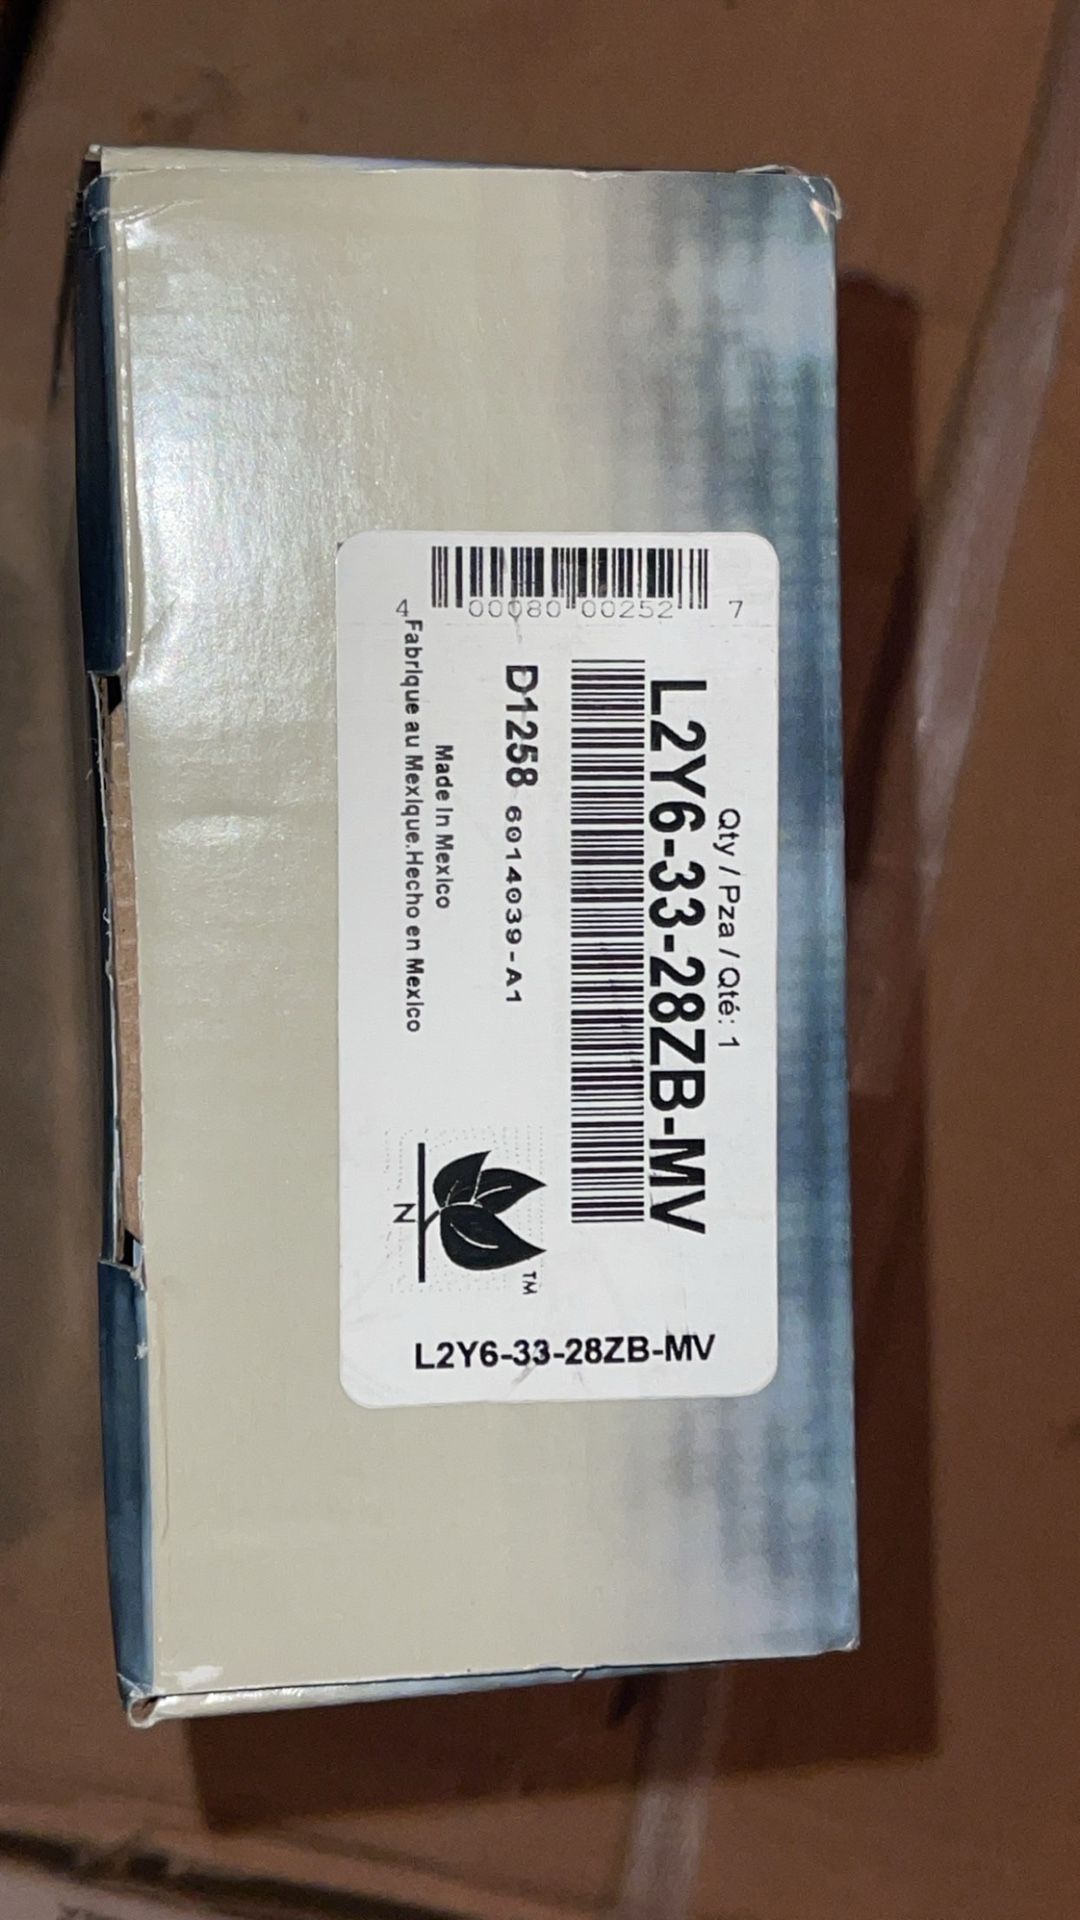 Qty / Pza / Qté: 1
L2Y6-33-28ZB-MV
D1258 6014039-A1
Made In Mexico
Fabrique au Mexique.Hecho en Mexico
4 00080 00252 7
N
TM
L2Y6-33-28ZB-MV